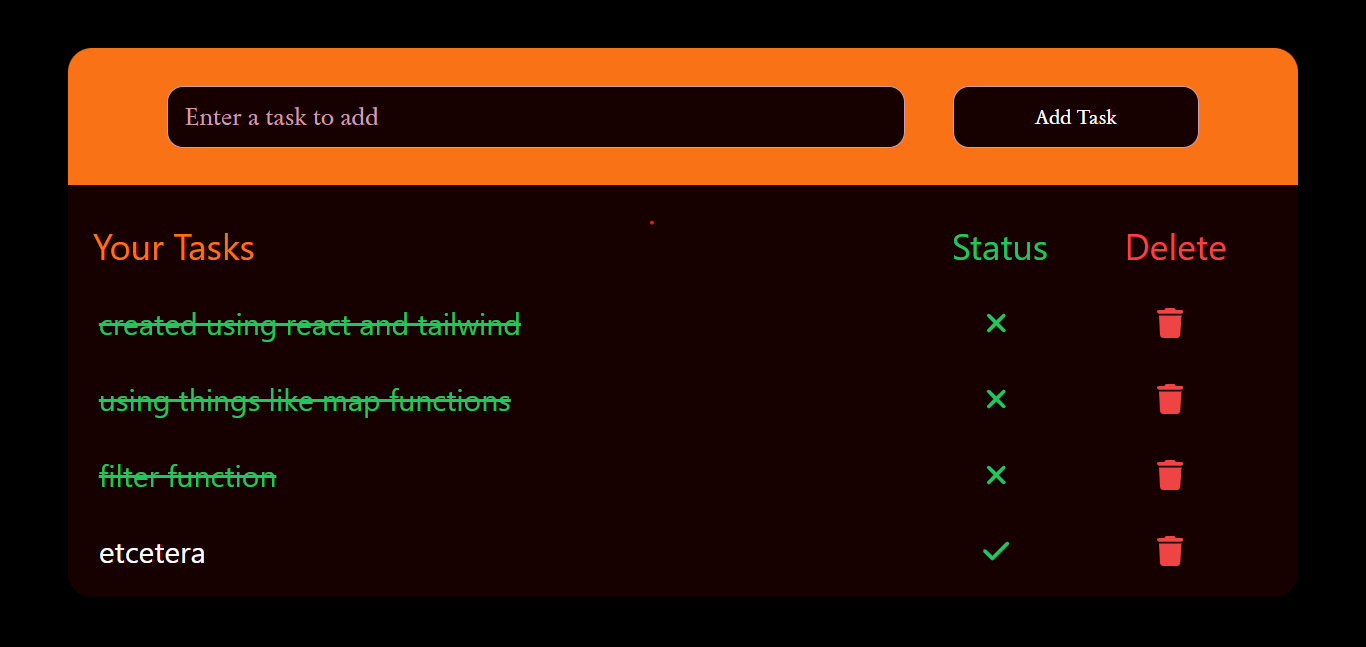 Enter a task to add
Add Task
Your Tasks Status Delete
created using react and tailwind
using things like map functions
filter function
etcetera